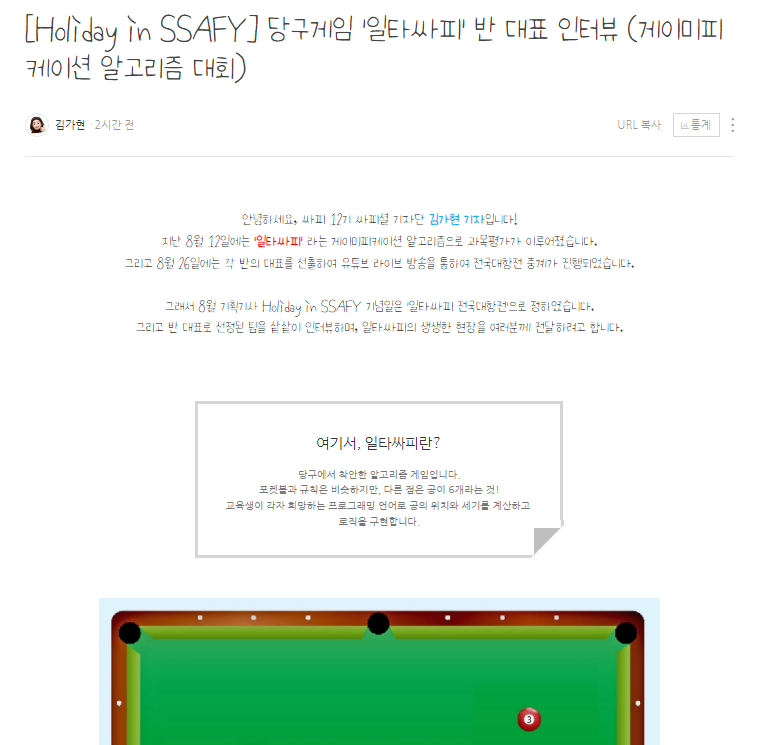 [Holiday in SSAFY] 당구게임 '일타싸피' 반 대표 인터뷰 (게이미피
케이션 알고리즘 대회)
김가현 · 2시간 전
URL 복사
통계
안녕하세요, 싸피 12기 싸피셜 기자단 김가현 기자입니다!
지난 8월 12일에는 '일타싸피' 라는 게이미피케이션 알고리즘으로 과목평가가 이루어졌습니다.
그리고 8월 26일에는 각 반의 대표를 선출하여 유튜브 라이브 방송을 통하여 전국대항전 중계가 진행되었습니다.
그래서 8월 기획기사 Holiday in SSAFY 기념일은 '일타싸피 전국대항전'으로 정하였습니다.
그리고 반 대표로 선정된 팀을 샅샅이 인터뷰하며, 일타싸피의 생생한 현장을 여러분께 전달하려고 합니다.
여기서, 일타싸피란?
당구에서 착안한 알고리즘 게임입니다.
포켓볼과 규칙은 비슷하지만, 다른 점은 공이 6개라는 것!
교육생이 각자 희망하는 프로그래밍 언어로 공의 위치와 세기를 계산하고
로직을 구현합니다.
3